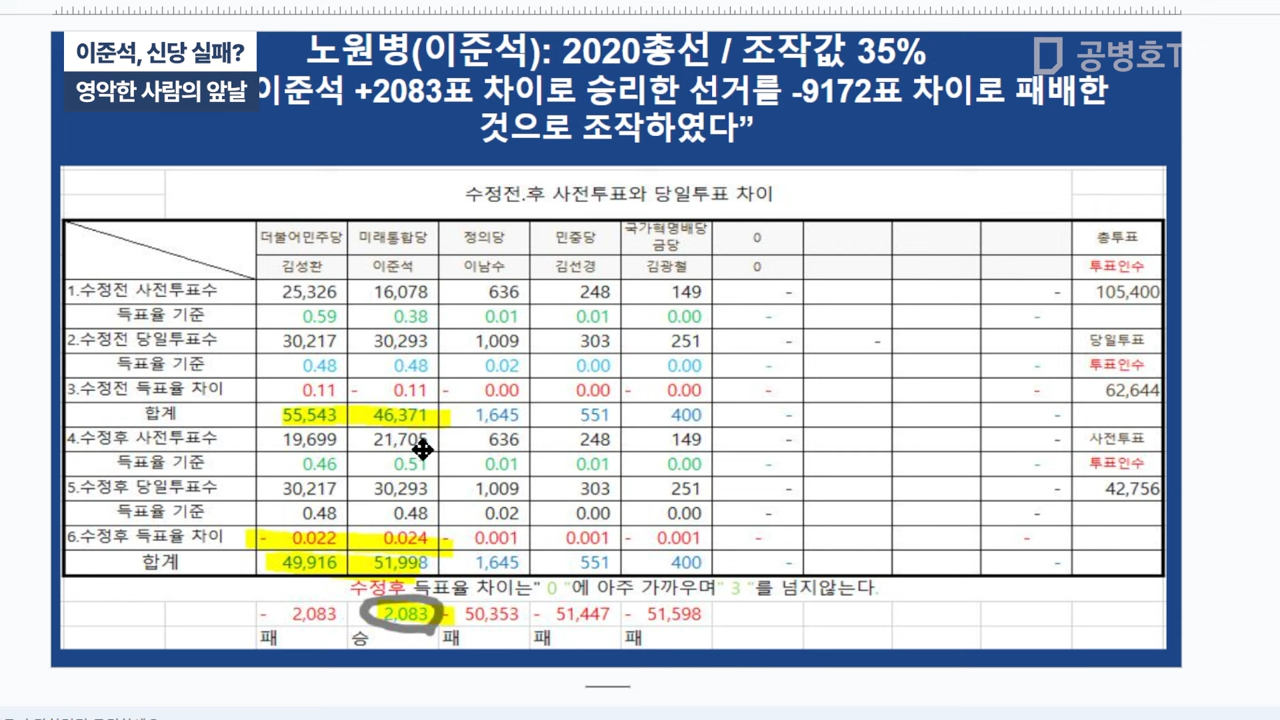 이준석, 신당 실패?
영악한 사람의 앞날
노원병(이준석): 2020총선 / 조작값 35%
이준석 +2083표 차이로 승리한 선거를 -9172표 차이로 패배한
것으로 조작하였다”
공병호T
수정전.후 사전투표와 당일투표 차이
더불어민주당 미래통합당 정의당 민중당 국가혁명배당금당 0 총투표
김성환 이준석 이남수 김선경 김광철 0 투표인수
1.수정전 사전투표수 25,326 16,078 636 248 149 - - 105,400
득표율 기준 0.59 0.38 0.01 0.01 0.00 - -
2.수정전 당일투표수 30,217 30,293 1,009 303 251 - - 당일투표
득표율 기준 0.48 0.48 0.02 0.00 0.00 - - 투표인수
3.수정전 득표율 차이 0.11 - 0.11 - 0.00 0.00 - 0.00 - - 62,644
합계 55,543 46,371 1,645 551 400 - -
4.수정후 사전투표수 19,699 21,705 636 248 149 - - 사전투표
득표율 기준 0.46 0.51 0.01 0.01 0.00 - - 투표인수
5.수정후 당일투표수 30,217 30,293 1,009 303 251 - - 42,756
득표율 기준 0.48 0.48 0.02 0.00 0.00 - -
6.수정후 득표율 차이 - 0.022 0.024 - 0.001 0.001 - 0.001 - -
합계 49,916 51,998 1,645 551 400 - -
수정후 득표율 차이는" 0 "에 아주 가까우며" 3 "를 넘지않는다.
- 2,083 2,083 - 50,353 - 51,447 - 51,598
패 승 패 패 패